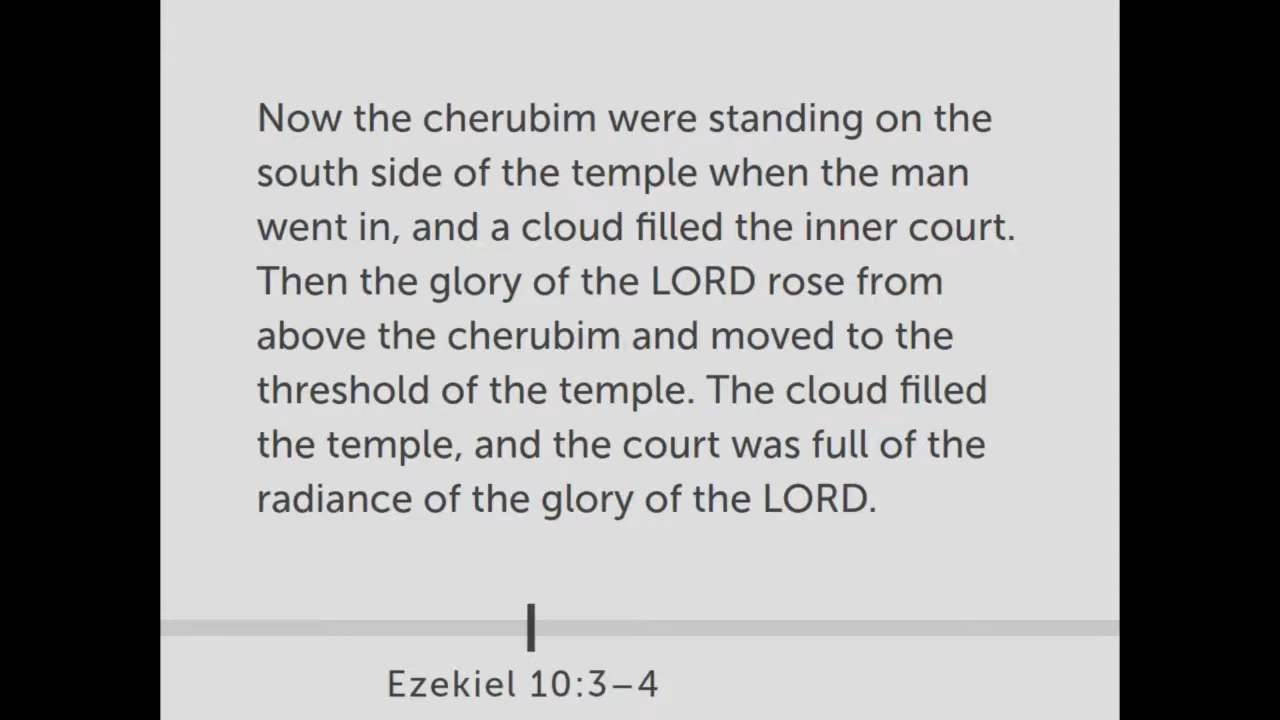 Now the cherubim were standing on the
south side of the temple when the man
went in, and a cloud filled the inner court.
Then the glory of the LORD rose from
above the cherubim and moved to the
threshold of the temple. The cloud filled
the temple, and the court was full of the
radiance of the glory of the LORD.
Ezekiel 10:3–4